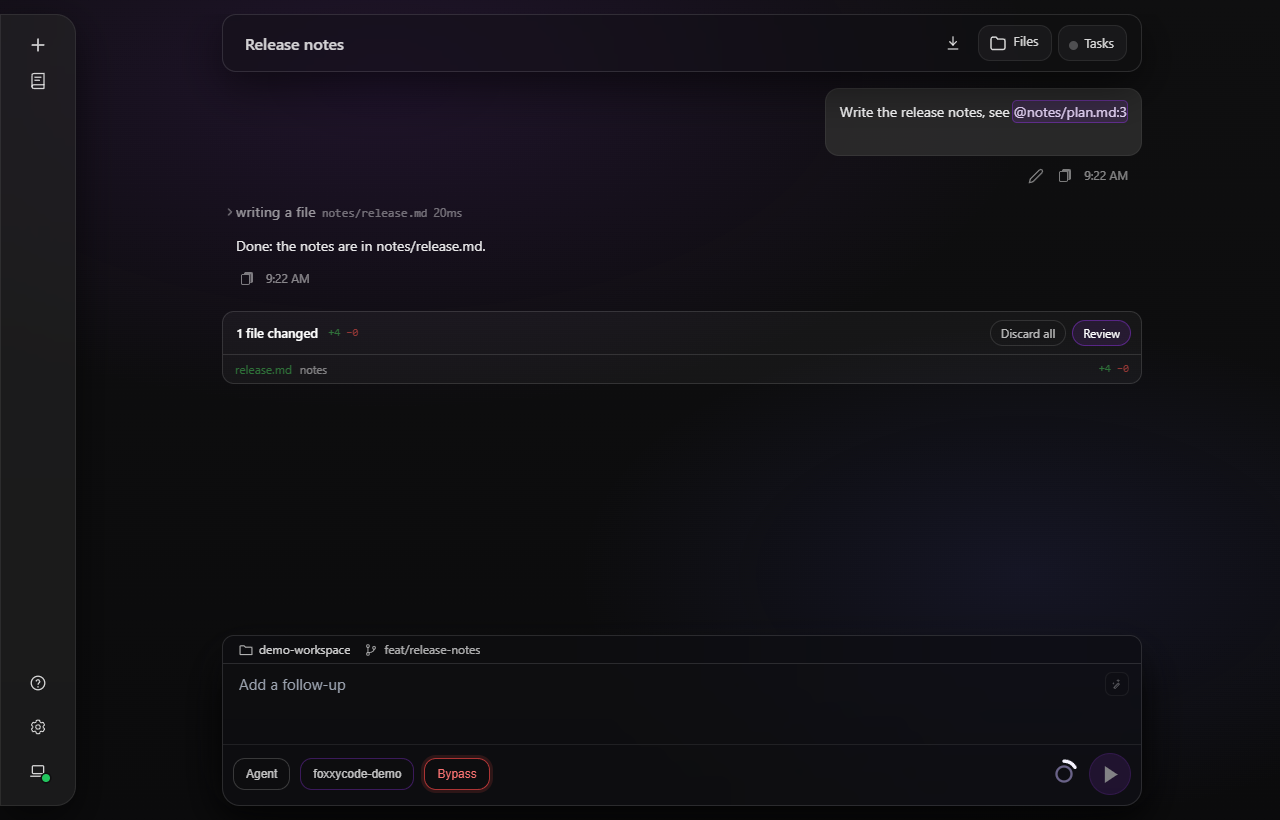 Release notes
Files
Tasks
Write the release notes, see @notes/plan.md:3
9:22 AM
writing a file notes/release.md 20ms
Done: the notes are in notes/release.md.
9:22 AM
1 file changed +4 −0
Discard all
Review
release.md notes +4 −0
demo-workspace feat/release-notes
Add a follow-up
Agent
foxxycode-demo
Bypass